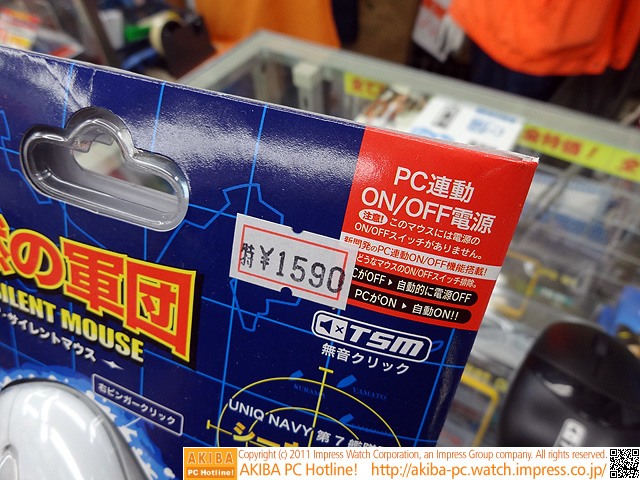 PC連動
ON/OFF電源
注意! このマウスには電源の
ON/OFFスイッチがありません。
新開発のPC連動ON/OFF機能搭載!
どうなマウスのON/OFFスイッチ排除。
PCがOFF ▶ 自動的に電源OFF
PCがON ▶ 自動ON!!
特 ¥1590
の軍団
SILENT MOUSE
・サイレントマウス
TSM
無音クリック
右ピンガークリック
KURAMA
YAMATO
UNIQ NAVY 第7艦隊
AKIBA
PC Hotline!
Copyright (c) 2011 Impress Watch Corporation, an Impress Group company. All rights reserved.
AKIBA PC Hotline! http://akiba-pc.watch.impress.co.jp/